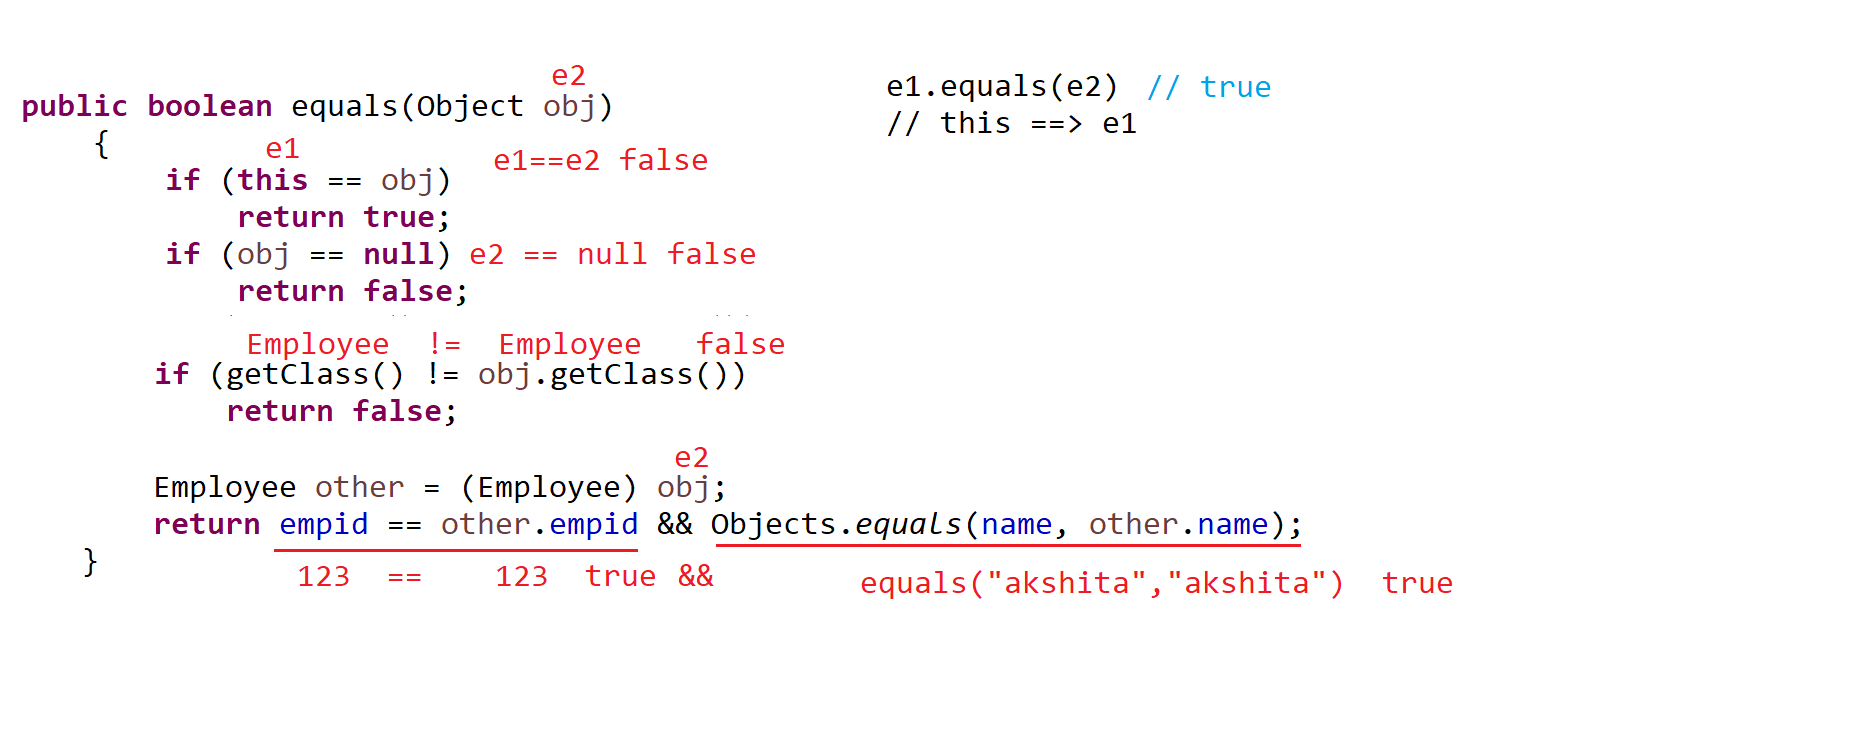 e2
public boolean equals(Object obj)
{
e1
e1==e2 false
if (this == obj)
return true;
if (obj == null) e2 == null false
return false;
Employee != Employee false
if (getClass() != obj.getClass())
return false;
e2
Employee other = (Employee) obj;
return empid == other.empid && Objects.equals(name, other.name);
}
123 == 123 true &&
equals("akshita","akshita") true
e1.equals(e2) // true
// this ==> e1